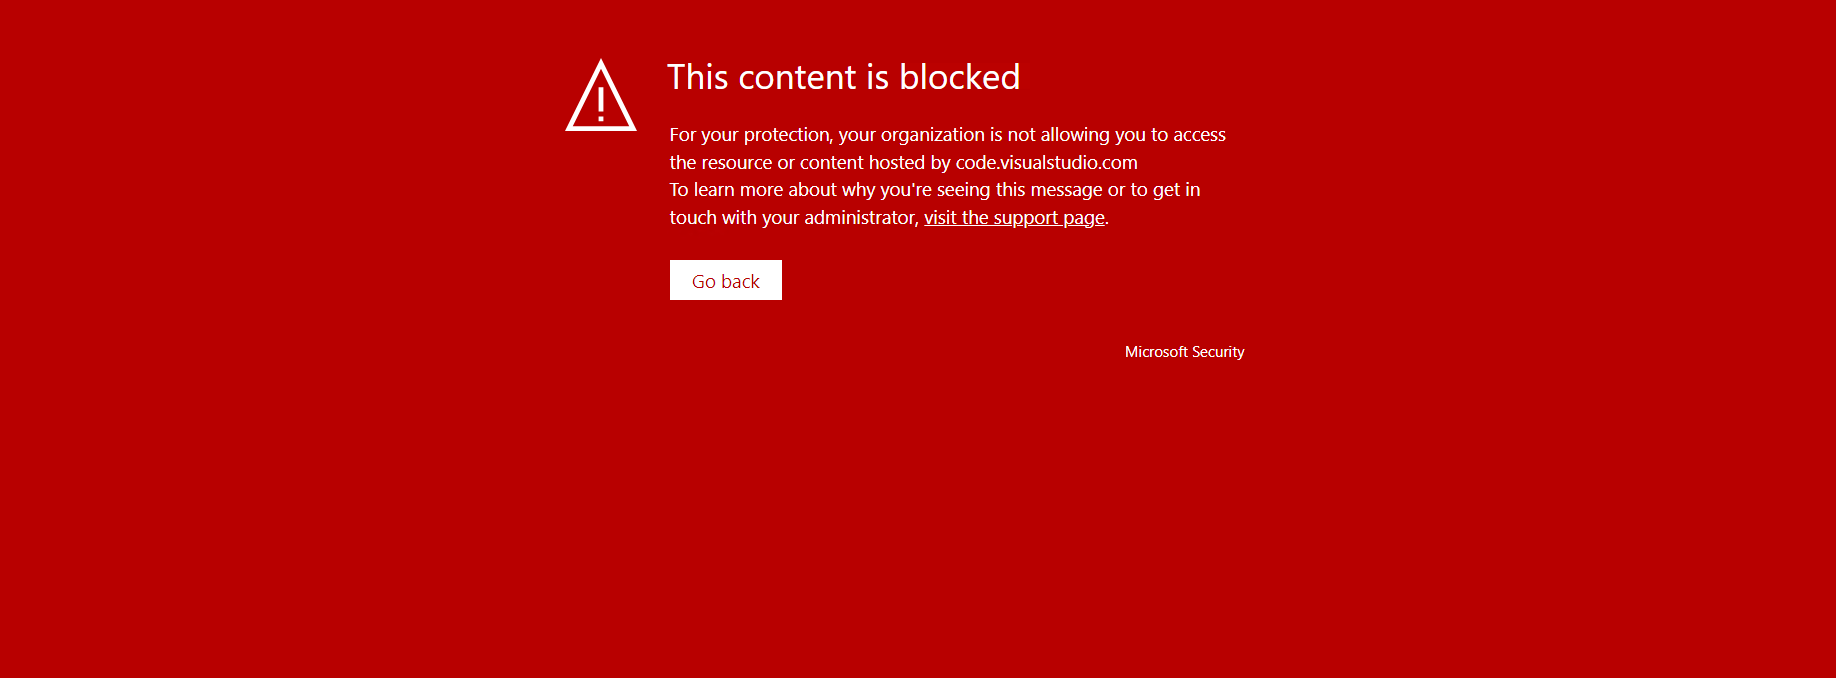 This content is blocked
For your protection, your organization is not allowing you to access
the resource or content hosted by code.visualstudio.com
To learn more about why you're seeing this message or to get in
touch with your administrator, visit the support page.
Go back
Microsoft Security